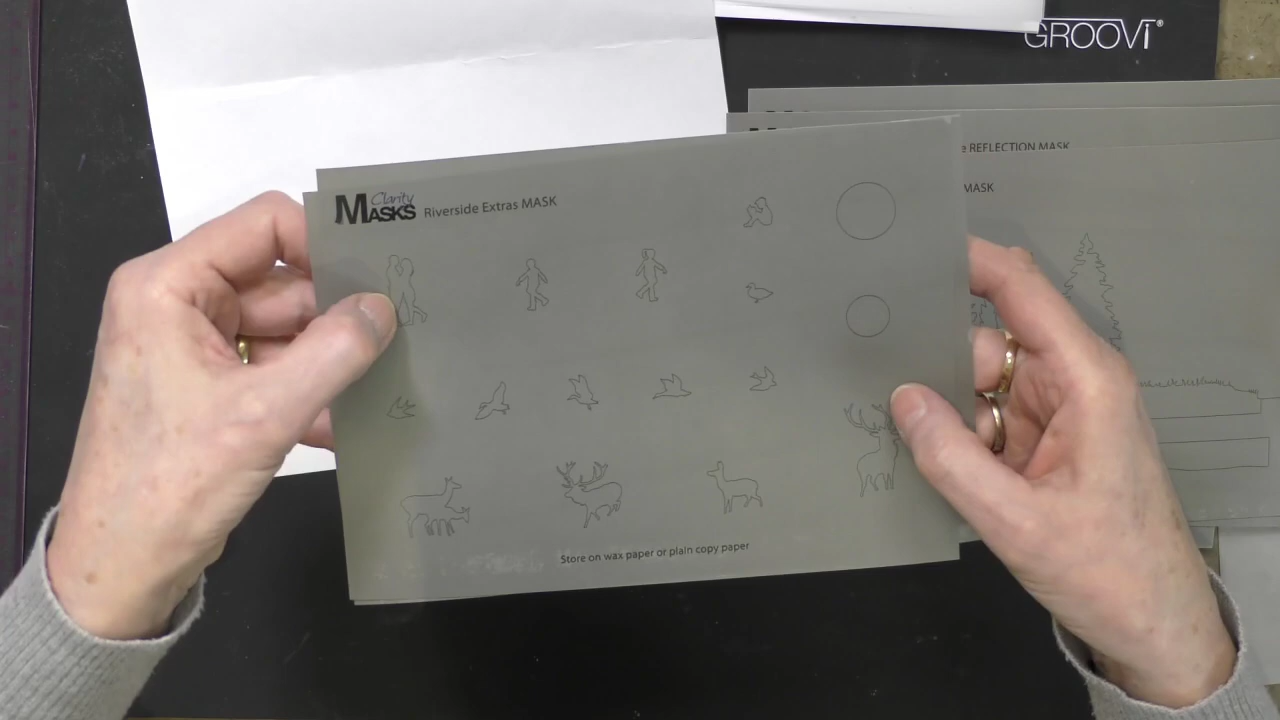 GROOVi®
e REFLECTION MASK
MASK
Clarity
MASKS
Riverside Extras MASK
Store on wax paper or plain copy paper